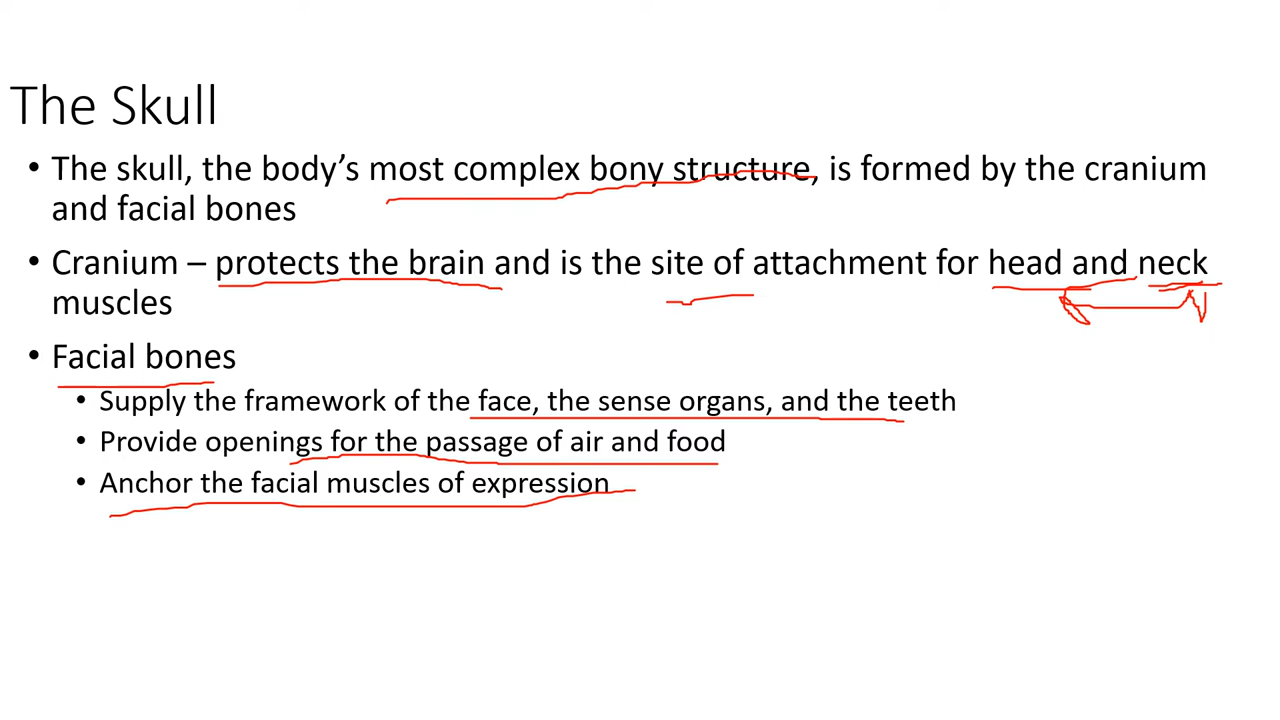 The Skull
• The skull, the body’s most complex bony structure, is formed by the cranium
and facial bones
• Cranium – protects the brain and is the site of attachment for head and neck
muscles
• Facial bones
• Supply the framework of the face, the sense organs, and the teeth
• Provide openings for the passage of air and food
• Anchor the facial muscles of expression